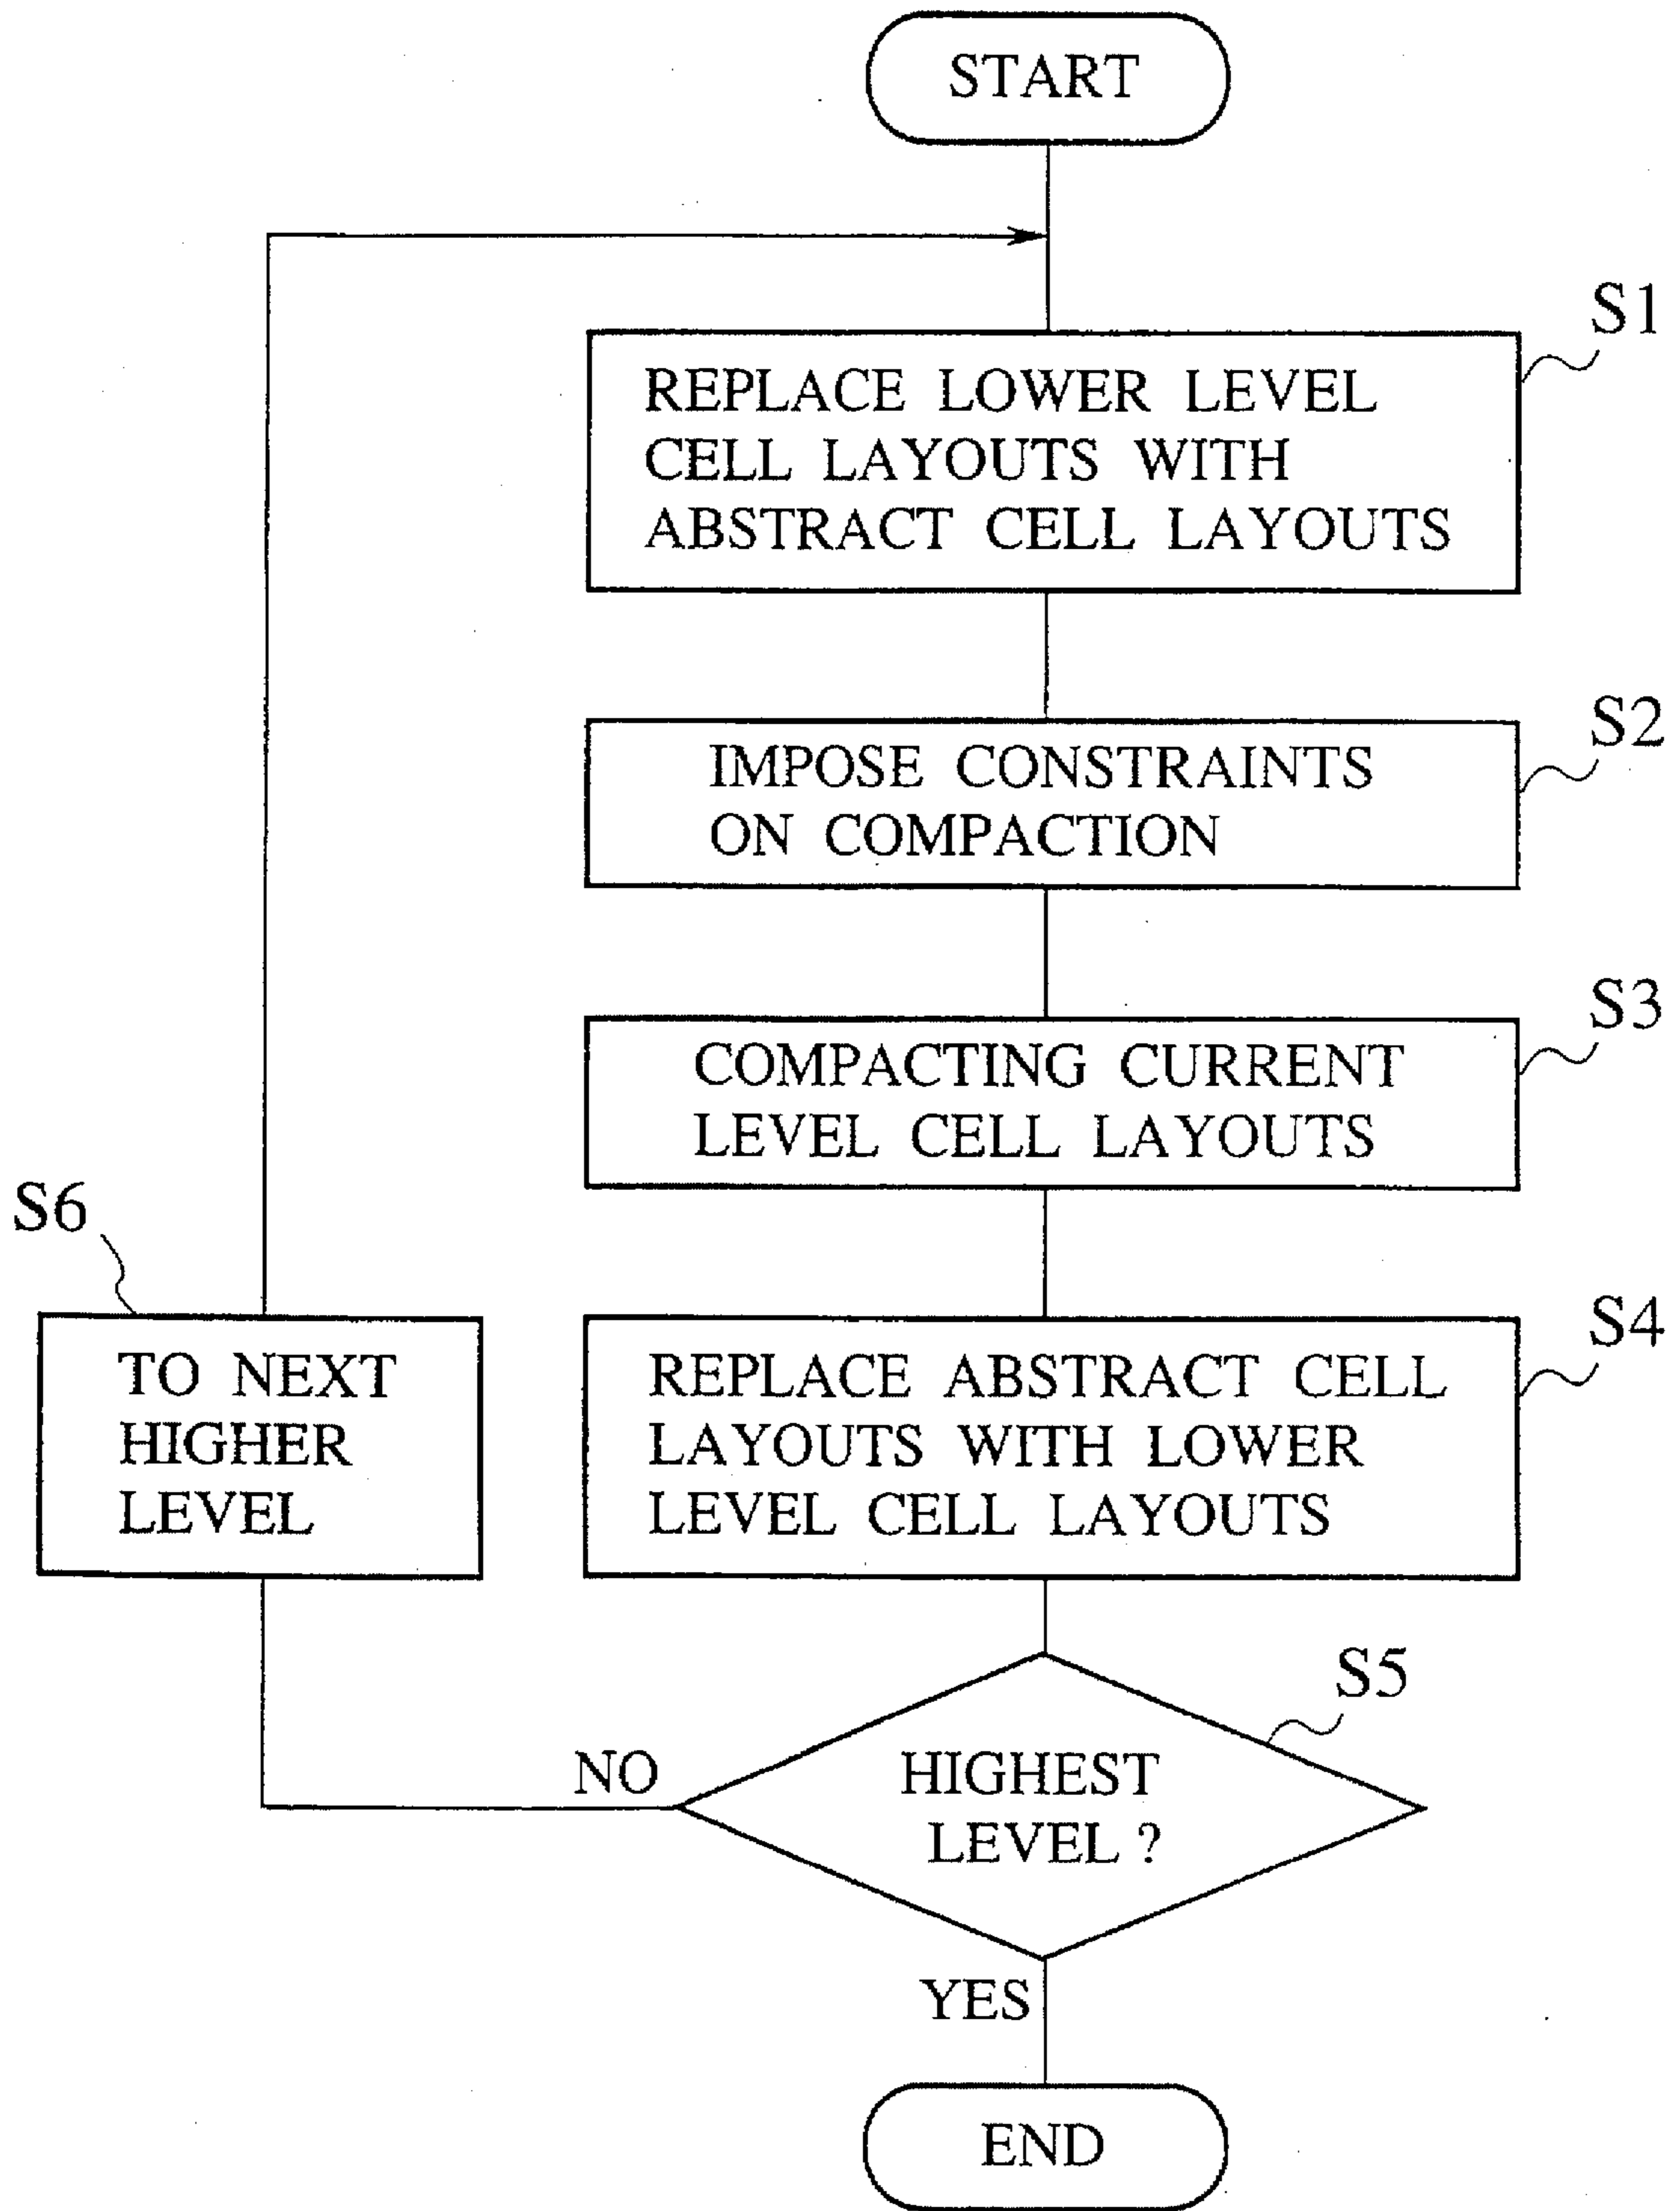 START
S1
REPLACE LOWER LEVEL
CELL LAYOUTS WITH
ABSTRACT CELL LAYOUTS
S2
IMPOSE CONSTRAINTS
ON COMPACTION
S3
COMPACTING CURRENT
LEVEL CELL LAYOUTS
S6
TO NEXT
HIGHER
LEVEL
S4
REPLACE ABSTRACT CELL
LAYOUTS WITH LOWER
LEVEL CELL LAYOUTS
S5
NO
HIGHEST
LEVEL ?
YES
END